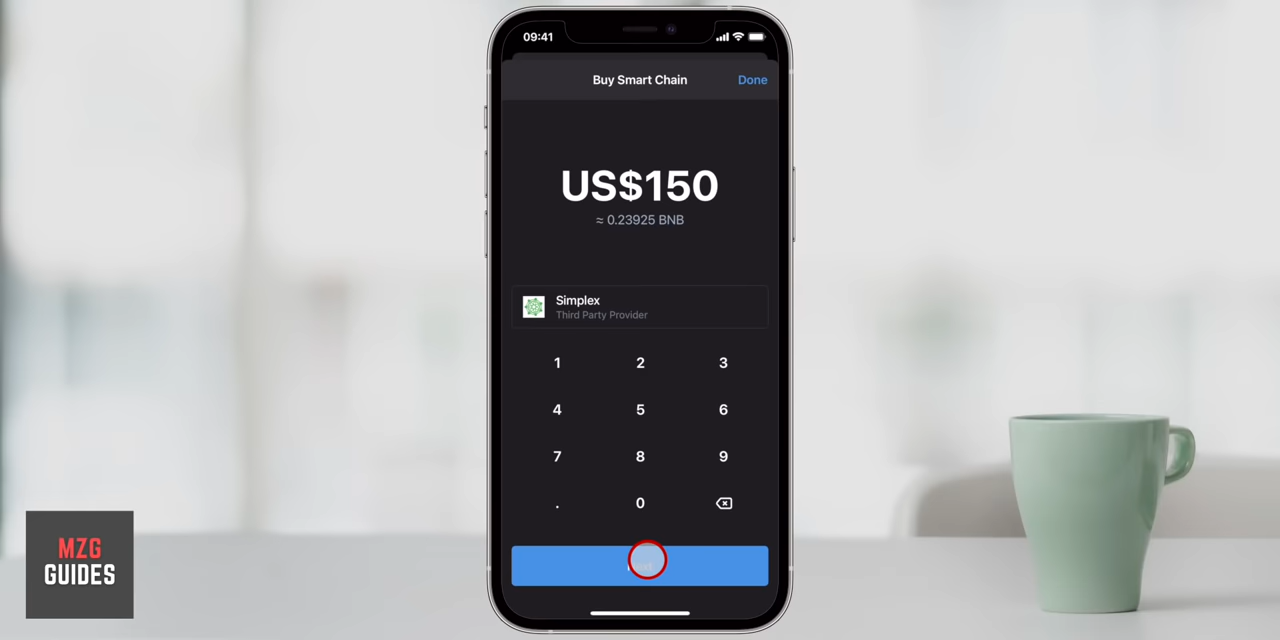 09:41
Buy Smart Chain
Done
US$150
≈ 0.23925 BNB
Simplex
Third Party Provider
1 2 3
4 5 6
7 8 9
. 0
MZG
GUIDES